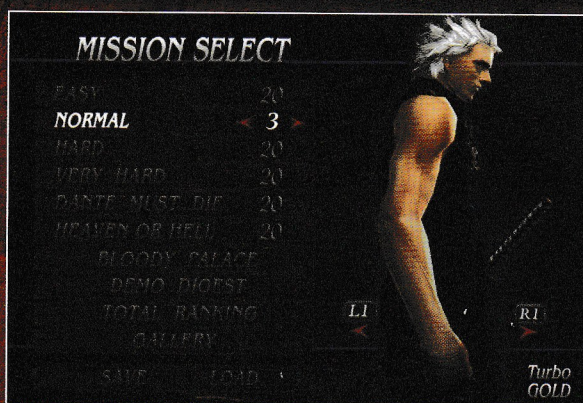 MISSION SELECT
EASY 20
NORMAL 3
HARD 20
VERY HARD 20
DANTE MUST DIE 20
HEAVEN OR HELL 20
BLOODY PALACE
DEMO DIGEST
TOTAL RANKING
GALLERY
SAVE LOAD
L1 R1
Turbo
GOLD